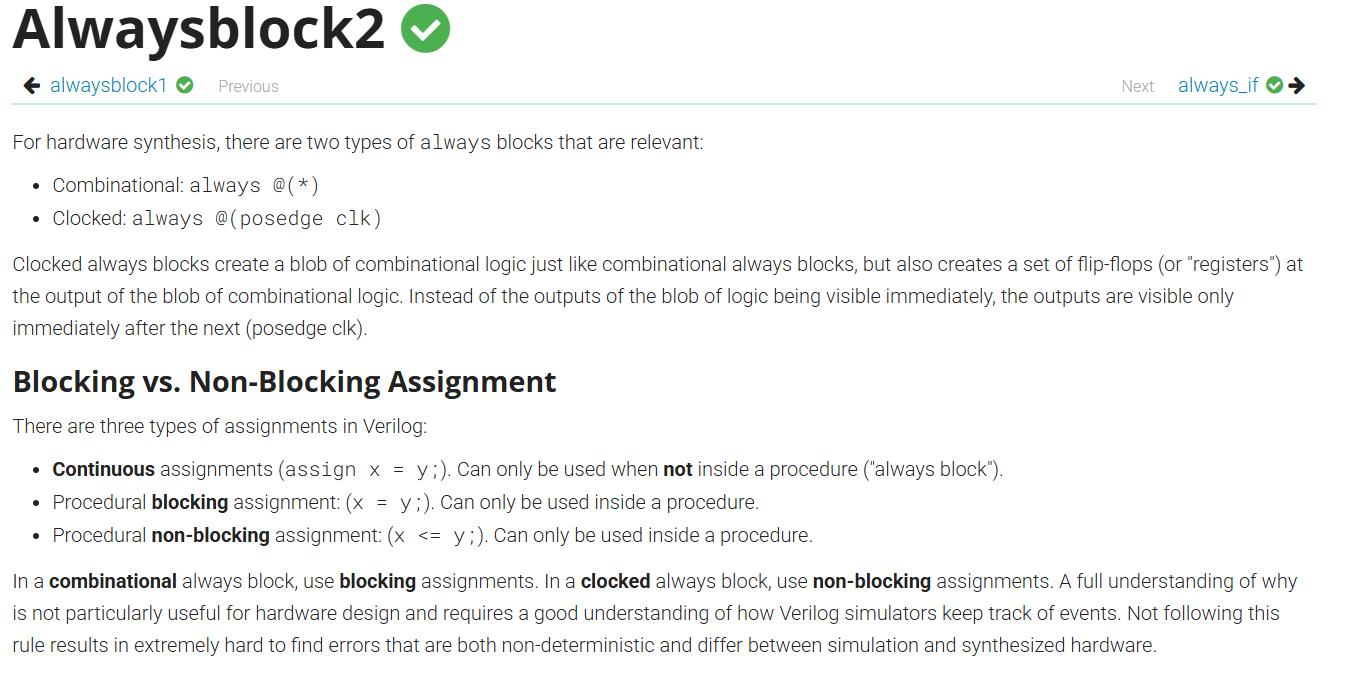 Alwaysblock2
alwaysblock1 Previous
Next always_if
For hardware synthesis, there are two types of always blocks that are relevant:
• Combinational: always @(*)
• Clocked: always @(posedge clk)
Clocked always blocks create a blob of combinational logic just like combinational always blocks, but also creates a set of flip-flops (or "registers") at
the output of the blob of combinational logic. Instead of the outputs of the blob of logic being visible immediately, the outputs are visible only
immediately after the next (posedge clk).
Blocking vs. Non-Blocking Assignment
There are three types of assignments in Verilog:
• Continuous assignments (assign x = y;). Can only be used when not inside a procedure ("always block").
• Procedural blocking assignment: (x = y;). Can only be used inside a procedure.
• Procedural non-blocking assignment: (x <= y;). Can only be used inside a procedure.
In a combinational always block, use blocking assignments. In a clocked always block, use non-blocking assignments. A full understanding of why
is not particularly useful for hardware design and requires a good understanding of how Verilog simulators keep track of events. Not following this
rule results in extremely hard to find errors that are both non-deterministic and differ between simulation and synthesized hardware.